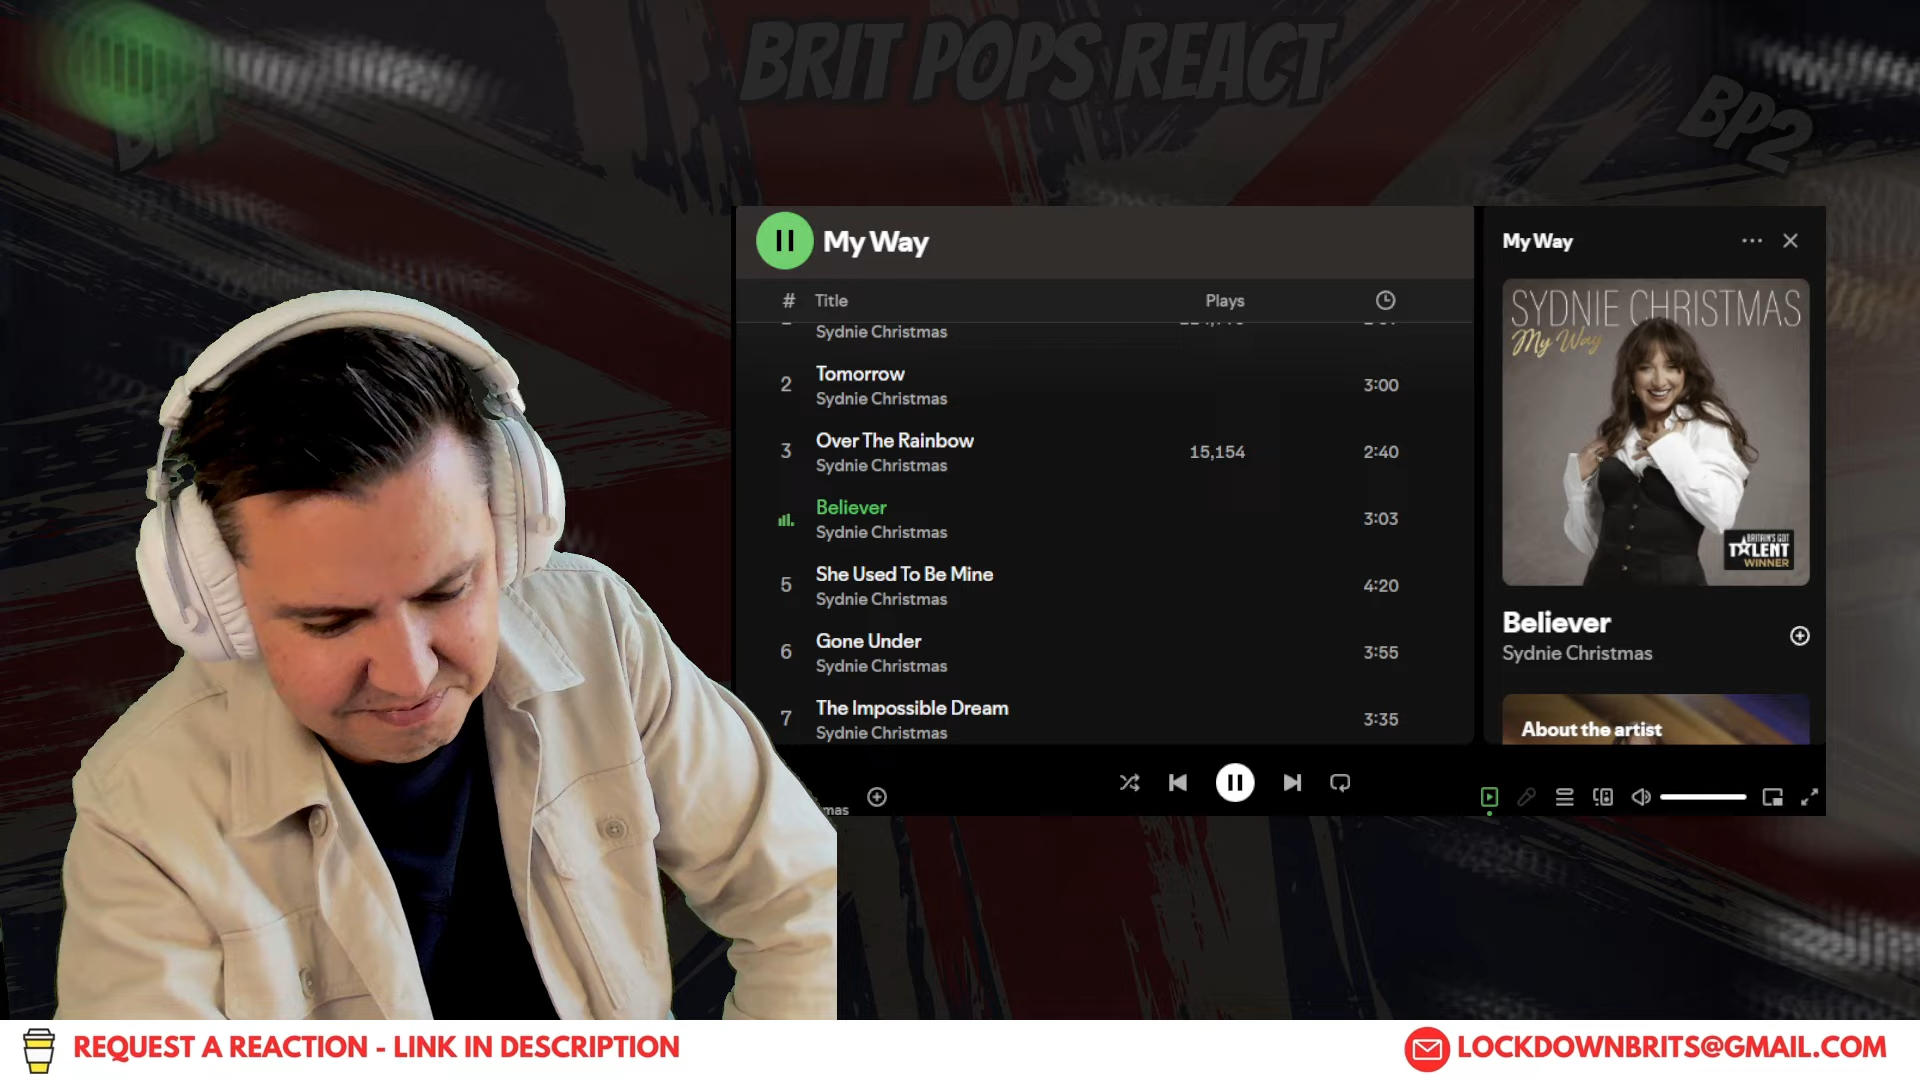 BRIT POPS REACT
BP2
My Way
# Title Plays
Sydnie Christmas
2 Tomorrow 3:00
Sydnie Christmas
3 Over The Rainbow 15,154 2:40
Sydnie Christmas
Believer 3:03
Sydnie Christmas
5 She Used To Be Mine 4:20
Sydnie Christmas
6 Gone Under 3:55
Sydnie Christmas
7 The Impossible Dream 3:35
Sydnie Christmas
mas
My Way
SYDNIE CHRISTMAS
My Way
BRITAIN'S GOT
TALENT
WINNER
Believer
Sydnie Christmas
About the artist
REQUEST A REACTION - LINK IN DESCRIPTION
LOCKDOWNBRITS@GMAIL.COM